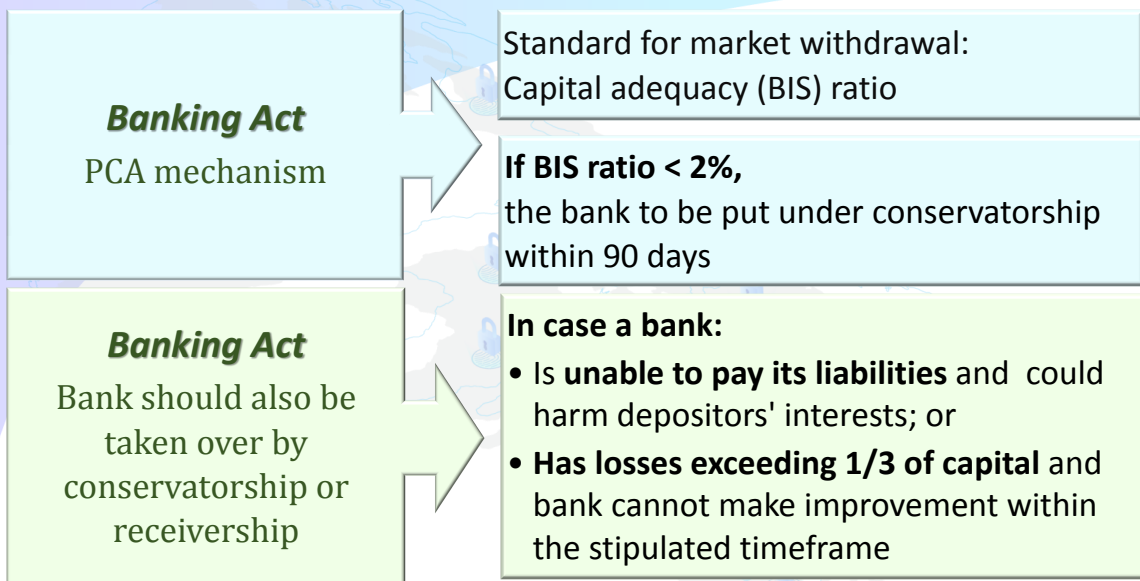 Banking Act
PCA mechanism
Standard for market withdrawal:
Capital adequacy (BIS) ratio
If BIS ratio < 2%,
the bank to be put under conservatorship
within 90 days
Banking Act
Bank should also be
taken over by
conservatorship or
receivership
In case a bank:
• Is unable to pay its liabilities and  could
harm depositors' interests; or
• Has losses exceeding 1/3 of capital and
bank cannot make improvement within
the stipulated timeframe